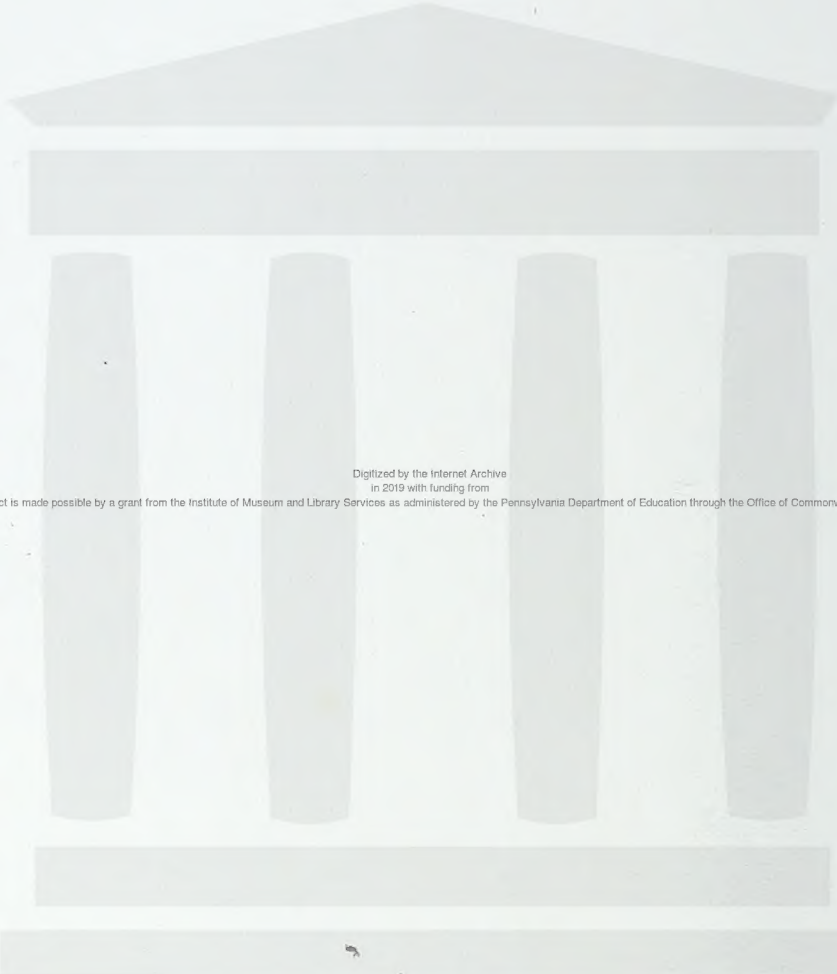 Digitized by the Internet Archive
in 2019 with funding from
ct is made possible by a grant from the Institute of Museum and Library Services as administered by the Pennsylvania Department of Education through the Office of Commonw